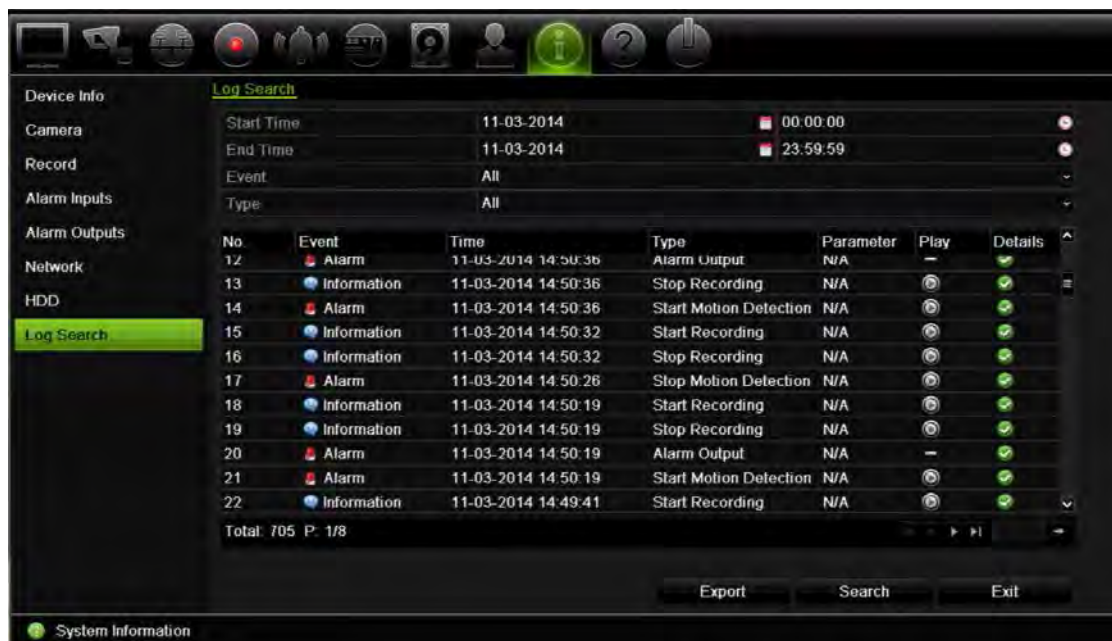 Device Info
Camera
Record
Alarm Inputs
Alarm Outputs
Network
HDD
Log Search
Log Search
Start Time 11-03-2014 00:00:00
End Time 11-03-2014 23:59:59
Event All
Type All
No Event Time Type Parameter Play Details
12 Alarm 11-03-2014 14:50:36 Alarm Output N/A –
13 Information 11-03-2014 14:50:36 Stop Recording N/A
14 Alarm 11-03-2014 14:50:36 Start Motion Detection N/A
15 Information 11-03-2014 14:50:32 Start Recording N/A
16 Information 11-03-2014 14:50:32 Stop Recording N/A
17 Alarm 11-03-2014 14:50:26 Stop Motion Detection N/A
18 Information 11-03-2014 14:50:19 Start Recording N/A
19 Information 11-03-2014 14:50:19 Stop Recording N/A
20 Alarm 11-03-2014 14:50:19 Alarm Output N/A –
21 Alarm 11-03-2014 14:50:19 Start Motion Detection N/A
22 Information 11-03-2014 14:49:41 Start Recording N/A
Total: 705 P: 1/8
Export Search Exit
System Information